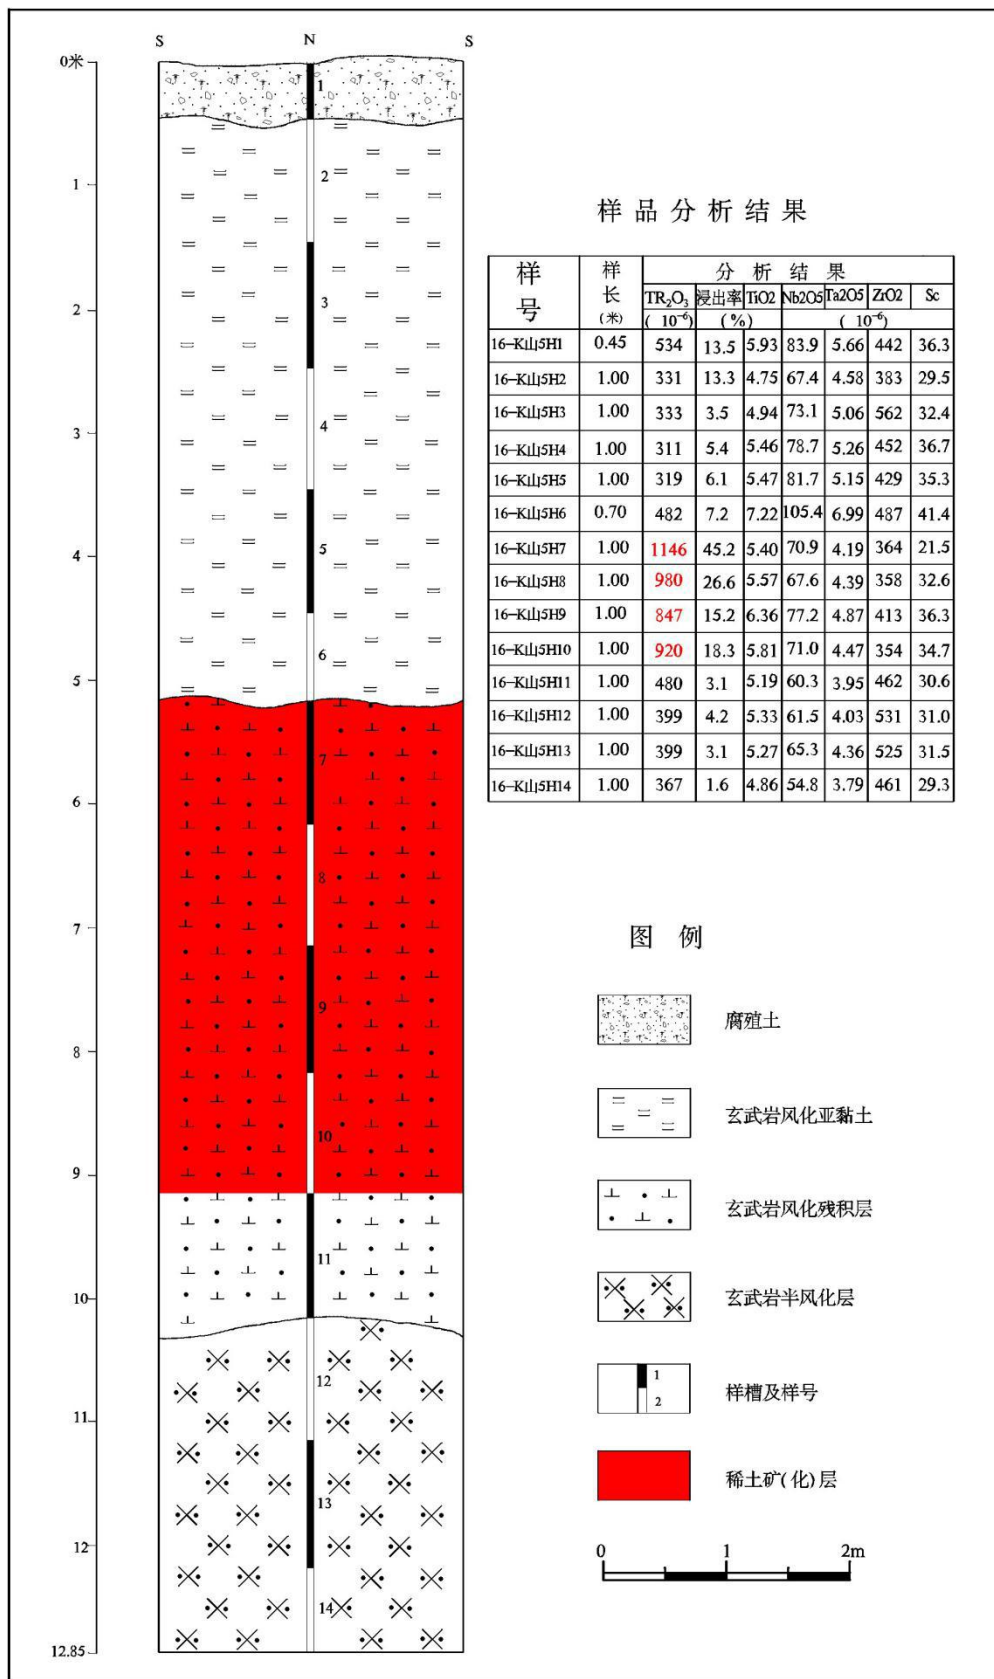 S N S
0米
1
2
3
4
5
6
7
8
9
10
11
12
12.85
1
2
3
4
5
6
7
8
9
10
11
12
13
14
样品分析结果
样号 样长(米) 分析结果
TR₂O₃ 浸出率 TiO2 Nb2O5 Ta2O5 ZrO2 Sc
( 10⁻⁶) ( %) ( 10⁻⁶)
16-K山5H1 0.45 534 13.5 5.93 83.9 5.66 442 36.3
16-K山5H2 1.00 331 13.3 4.75 67.4 4.58 383 29.5
16-K山5H3 1.00 333 3.5 4.94 73.1 5.06 562 32.4
16-K山5H4 1.00 311 5.4 5.46 78.7 5.26 452 36.7
16-K山5H5 1.00 319 6.1 5.47 81.7 5.15 429 35.3
16-K山5H6 0.70 482 7.2 7.22 105.4 6.99 487 41.4
16-K山5H7 1.00 1146 45.2 5.40 70.9 4.19 364 21.5
16-K山5H8 1.00 980 26.6 5.57 67.6 4.39 358 32.6
16-K山5H9 1.00 847 15.2 6.36 77.2 4.87 413 36.3
16-K山5H10 1.00 920 18.3 5.81 71.0 4.47 354 34.7
16-K山5H11 1.00 480 3.1 5.19 60.3 3.95 462 30.6
16-K山5H12 1.00 399 4.2 5.33 61.5 4.03 531 31.0
16-K山5H13 1.00 399 3.1 5.27 65.3 4.36 525 31.5
16-K山5H14 1.00 367 1.6 4.86 54.8 3.79 461 29.3
图 例
腐殖土
玄武岩风化亚黏土
玄武岩风化残积层
玄武岩半风化层
1
2
样槽及样号
稀土矿(化)层
0 1 2m